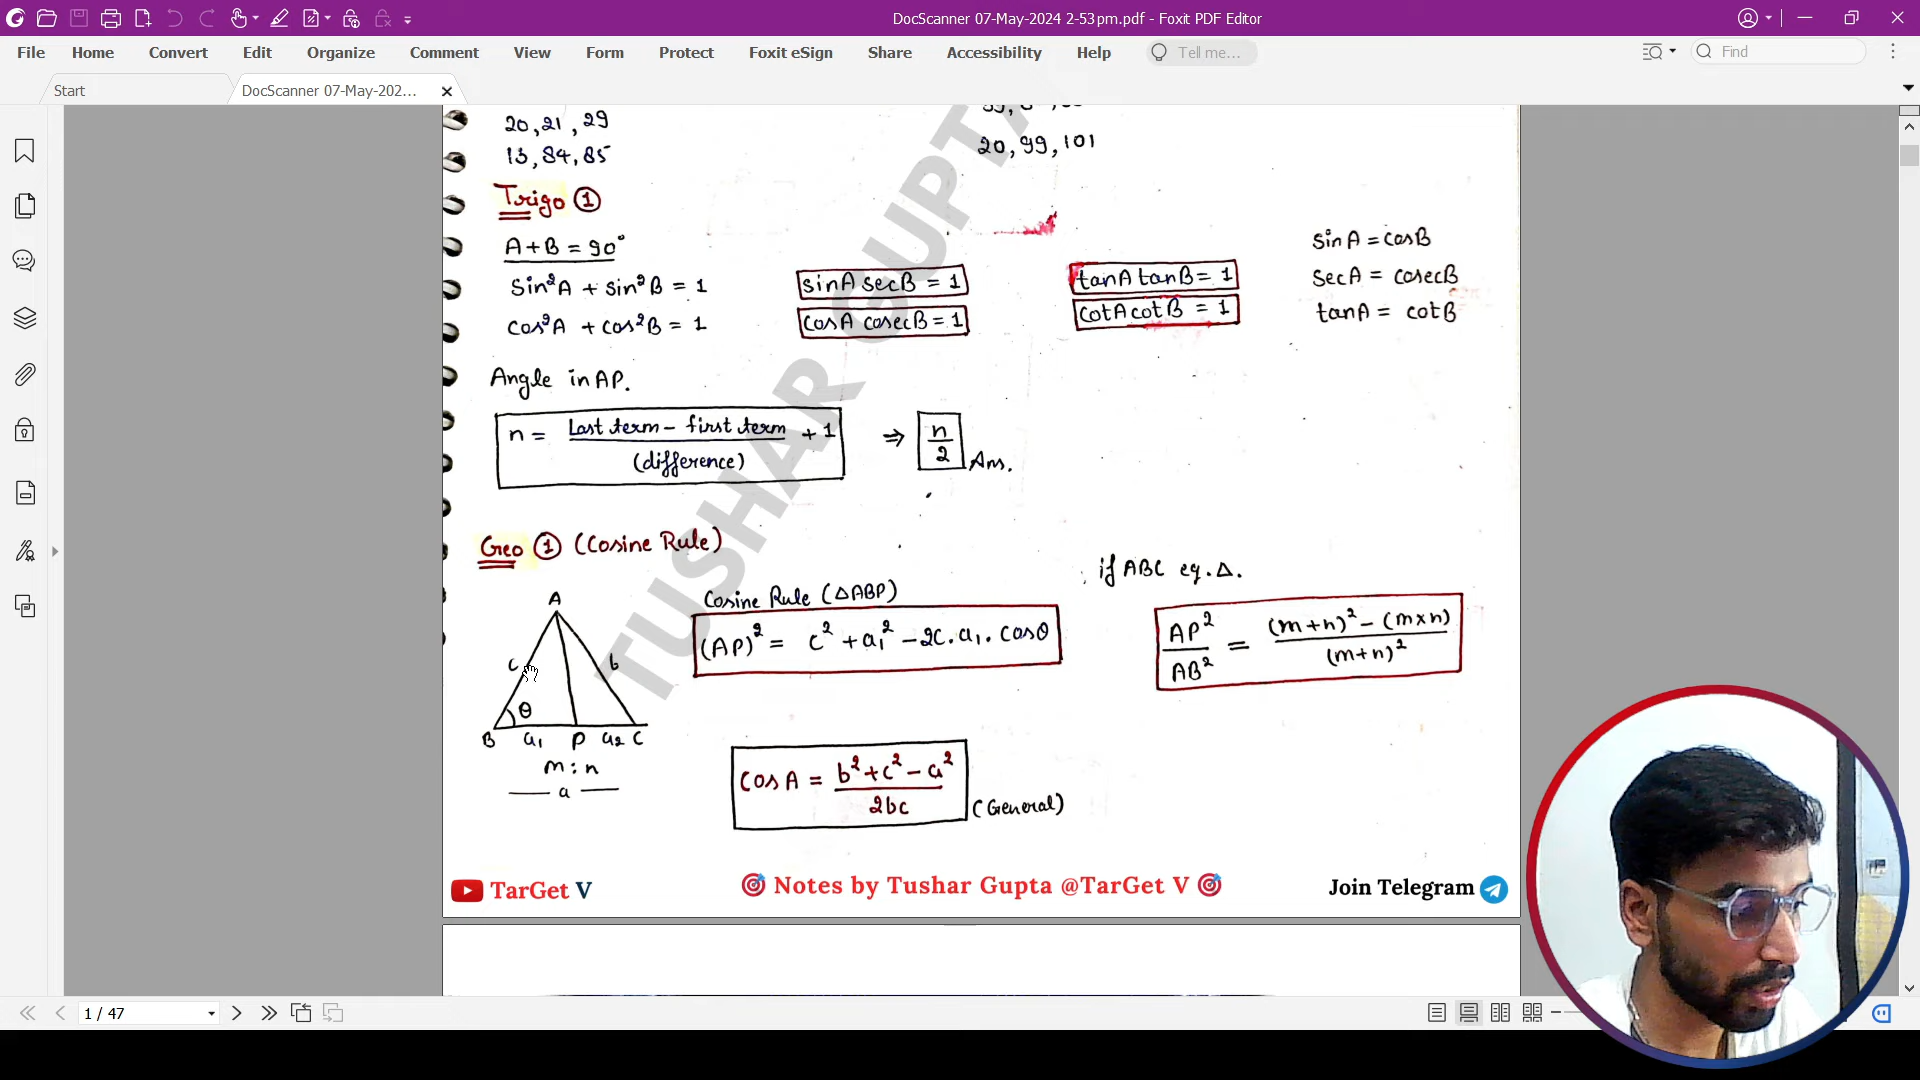 DocScanner 07-May-2024 2-53pm.pdf - Foxit PDF Editor
File Home Convert Edit Organize Comment View Form Protect Foxit eSign Share Accessibility Help Tell me... Find
Start DocScanner 07-May-202...
20, 21, 29
13, 84, 85
20, 99, 101
Trigo ①
A+B = 90°
sin²A + sin²B = 1
cos²A + cos²B = 1
sinA secB = 1
cosA cosecB = 1
tanA tanB = 1
cotA cotB = 1
sinA = cosB
secA = cosecB
tanA = cotB
Angle in AP.
n = Last term - first term / (difference) + 1 ⇒ n/2 Ans.
Geo ① (Cosine Rule)
A
c b
θ
B a₁ P a₂ C
m : n
a
Cosine Rule (△ABP)
(AP)² = c² + a₁² - 2c.a₁.cosθ
if ABC eq. △.
AP²/AB² = (m+n)² - (m×n) / (m+n)²
cosA = b²+c²-a² / 2bc (General)
TUSHAR GUPTA
TarGet V
Notes by Tushar Gupta @TarGet V
Join Telegram
1 / 47